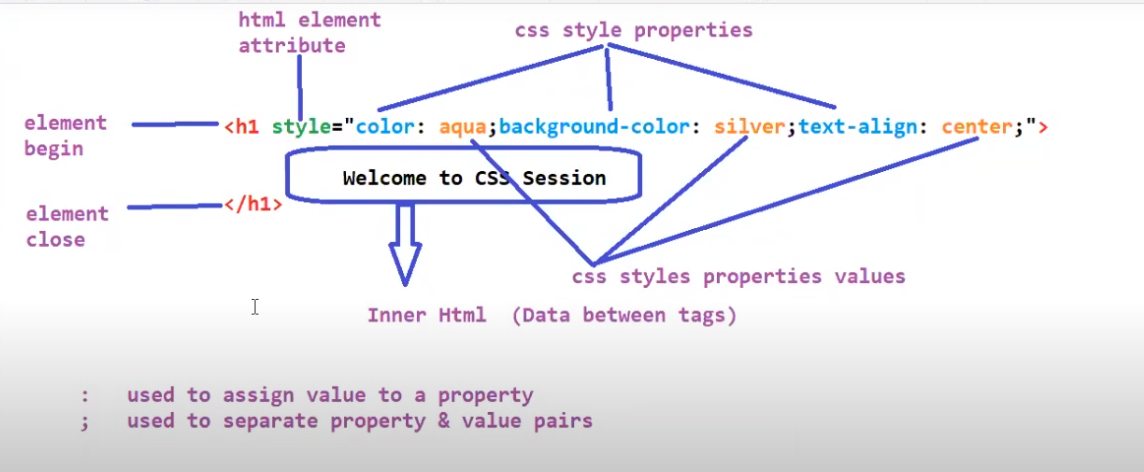 html element
attribute
css style properties
element
begin
<h1 style="color: aqua;background-color: silver;text-align: center;">
Welcome to CSS Session
</h1>
element
close
css styles properties values
Inner Html (Data between tags)
: used to assign value to a property
; used to separate property & value pairs